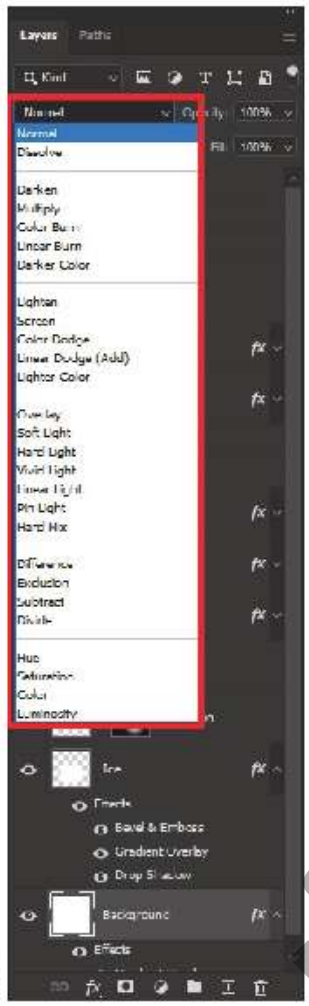 Layers Paths
Kind
Normal Opacity: 100%
Normal Fill: 100%
Dissolve
Darken
Multiply
Color Burn
Linear Burn
Darker Color
Lighten
Screen
Color Dodge
Linear Dodge (Add)
Lighter Color
Overlay
Soft Light
Hard Light
Vivid Light
Linear Light
Pin Light
Hard Mix
Difference
Exclusion
Subtract
Divide
Hue
Saturation
Color
Luminosity
Ice fx
Effects
Bevel & Emboss
Gradient Overlay
Drop Shadow
Background fx
Effects